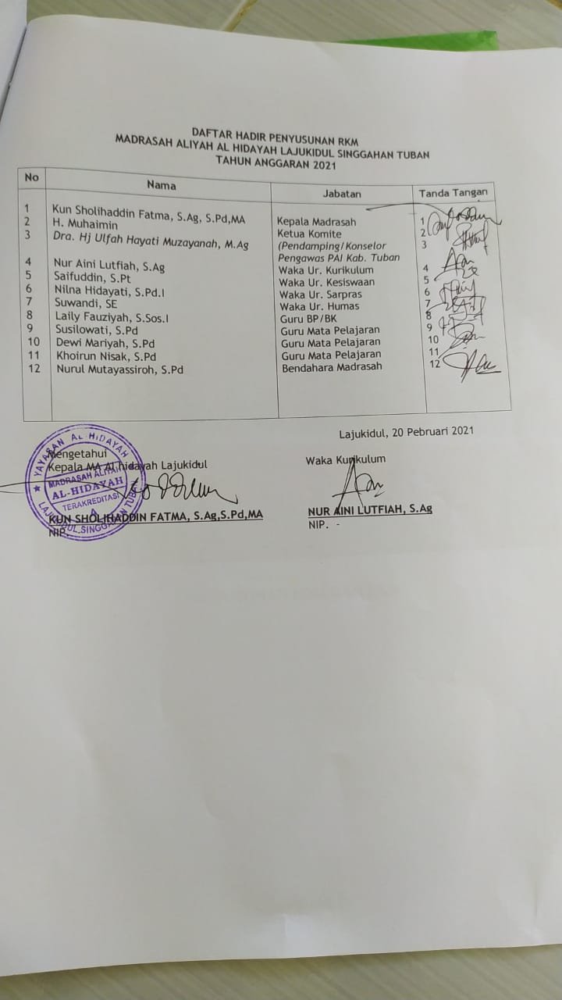 DAFTAR HADIR PENYUSUNAN RKM
MADRASAH ALIYAH AL HIDAYAH LAJUKIDUL SINGGAHAN TUBAN
TAHUN ANGGARAN 2021
No Nama Jabatan Tanda Tangan
1 Kun Sholihaddin Fatma, S.Ag, S.Pd,MA Kepala Madrasah 1
2 H. Muhaimin Ketua Komite 2
3 Dra. Hj Ulfah Hayati Muzayanah, M.Ag (Pendamping/Konselor 3
Pengawas PAI Kab. Tuban
4 Nur Aini Lutfiah, S.Ag Waka Ur. Kurikulum 4
5 Saifuddin, S.Pt Waka Ur. Kesiswaan 5
6 Nilna Hidayati, S.Pd.I Waka Ur. Sarpras 6
7 Suwandi, SE Waka Ur. Humas 7
8 Laily Fauziyah, S.Sos.I Guru BP/BK 8
9 Susilowati, S.Pd Guru Mata Pelajaran 9
10 Dewi Mariyah, S.Pd Guru Mata Pelajaran 10
11 Khoirun Nisak, S.Pd Guru Mata Pelajaran 11
12 Nurul Mutayassiroh, S.Pd Bendahara Madrasah 12
Lajukidul, 20 Pebruari 2021
Mengetahui
Kepala MA Al hidayah Lajukidul
Waka Kurikulum
YAYASAN AL-HIDAYAH
MADRASAH ALIYAH
AL-HIDAYAH
TERAKREDITASI
A
LAJUKIDUL SINGGAHAN TUBAN
KUN SHOLIHADDIN FATMA, S.Ag,S.Pd,MA
NIP.
NUR AINI LUTFIAH, S.Ag
NIP. -